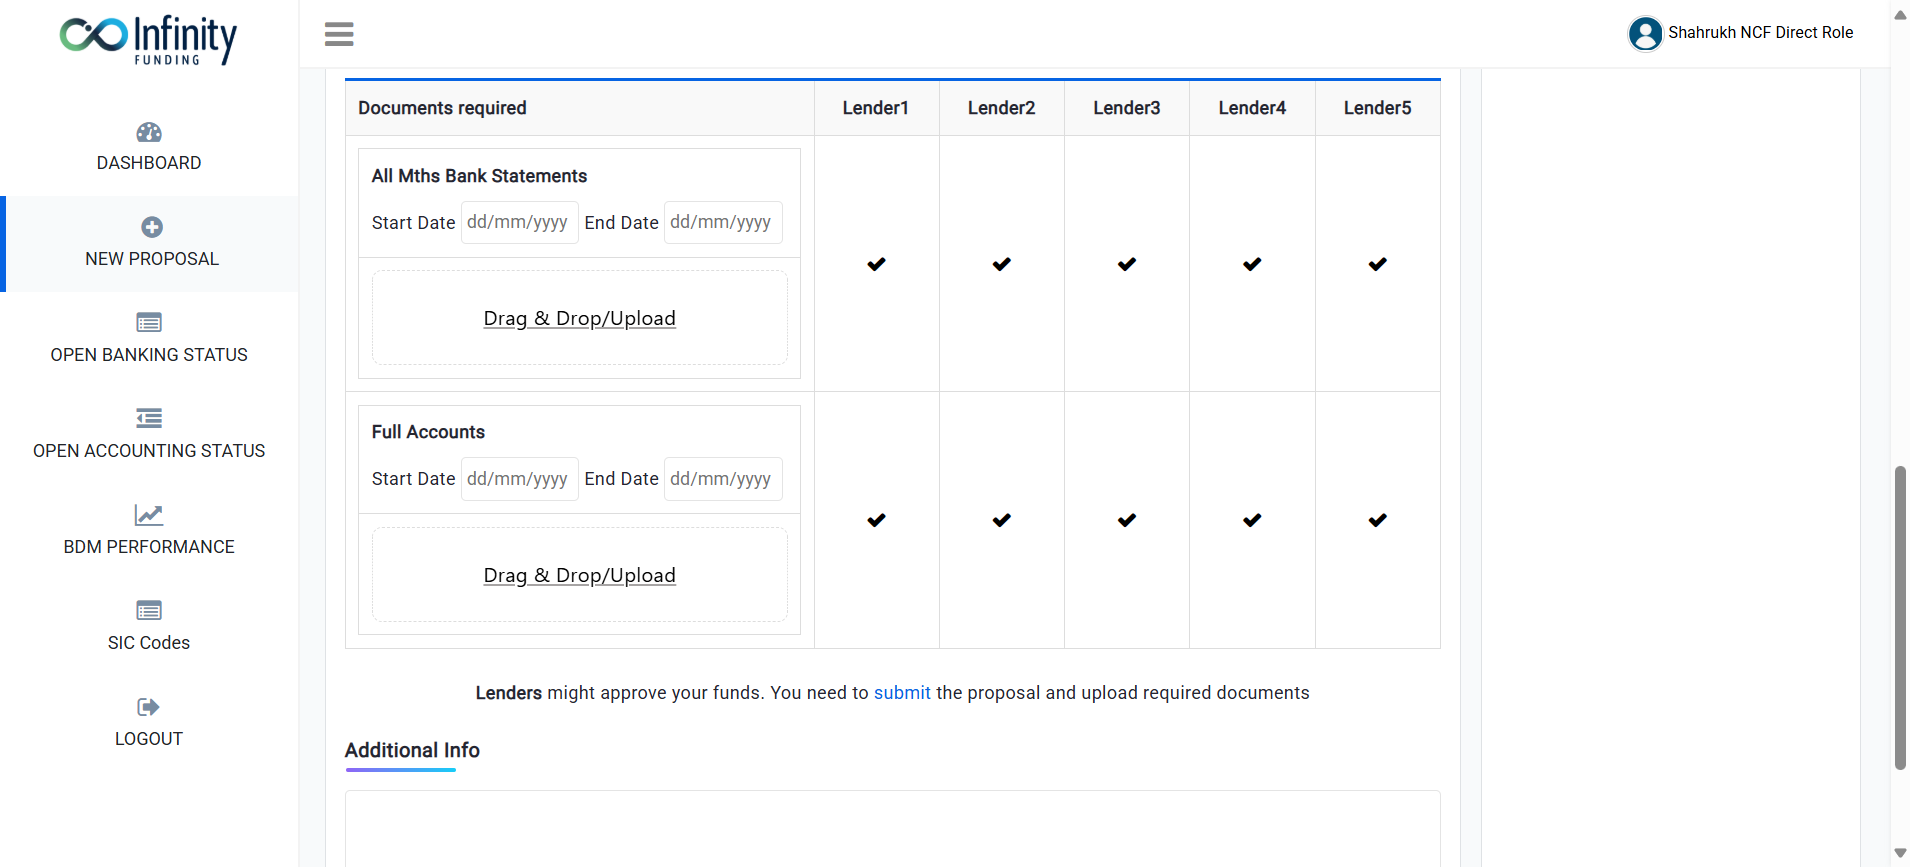 Infinity
FUNDING
Shahrukh NCF Direct Role
DASHBOARD
NEW PROPOSAL
OPEN BANKING STATUS
OPEN ACCOUNTING STATUS
BDM PERFORMANCE
SIC Codes
LOGOUT
Documents required Lender1 Lender2 Lender3 Lender4 Lender5
All Mths Bank Statements
Start Date dd/mm/yyyy End Date dd/mm/yyyy
Drag & Drop/Upload
Full Accounts
Start Date dd/mm/yyyy End Date dd/mm/yyyy
Drag & Drop/Upload
Lenders might approve your funds. You need to submit the proposal and upload required documents
Additional Info